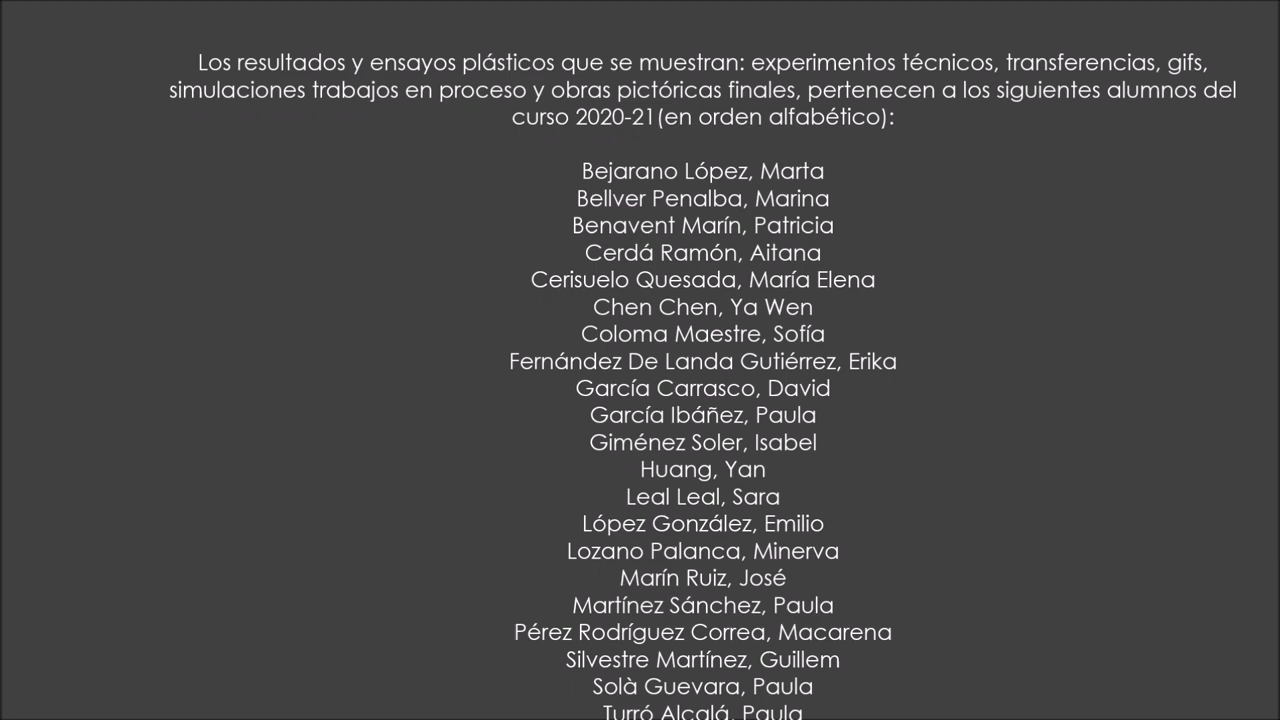 Los resultados y ensayos plásticos que se muestran: experimentos técnicos, transferencias, gifs,
simulaciones trabajos en proceso y obras pictóricas finales, pertenecen a los siguientes alumnos del
curso 2020-21(en orden alfabético):
Bejarano López, Marta
Bellver Penalba, Marina
Benavent Marín, Patricia
Cerdá Ramón, Aitana
Cerisuelo Quesada, María Elena
Chen Chen, Ya Wen
Coloma Maestre, Sofía
Fernández De Landa Gutiérrez, Erika
García Carrasco, David
García Ibáñez, Paula
Giménez Soler, Isabel
Huang, Yan
Leal Leal, Sara
López González, Emilio
Lozano Palanca, Minerva
Marín Ruiz, José
Martínez Sánchez, Paula
Pérez Rodríguez Correa, Macarena
Silvestre Martínez, Guillem
Solà Guevara, Paula
Turró Alcalá, Paula